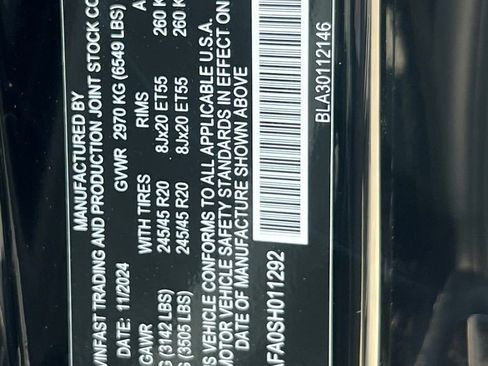 MANUFACTURED BY
VINFAST TRADING AND PRODUCTION JOINT STOCK CO
DATE: 11/2024 GVWR 2970 KG (6549 LBS)
GAWR WITH TIRES RIMS
G (3142 LBS) 245/45 R20 8JX20 ET55 260 K
G (3505 LBS) 245/45 R20 8JX20 ET55 260 K
S VEHICLE CONFORMS TO ALL APPLICABLE U.S.A.
MOTOR VEHICLE SAFETY STANDARDS IN EFFECT ON
DATE OF MANUFACTURE SHOWN ABOVE
FA0SH011292
BLA30112146